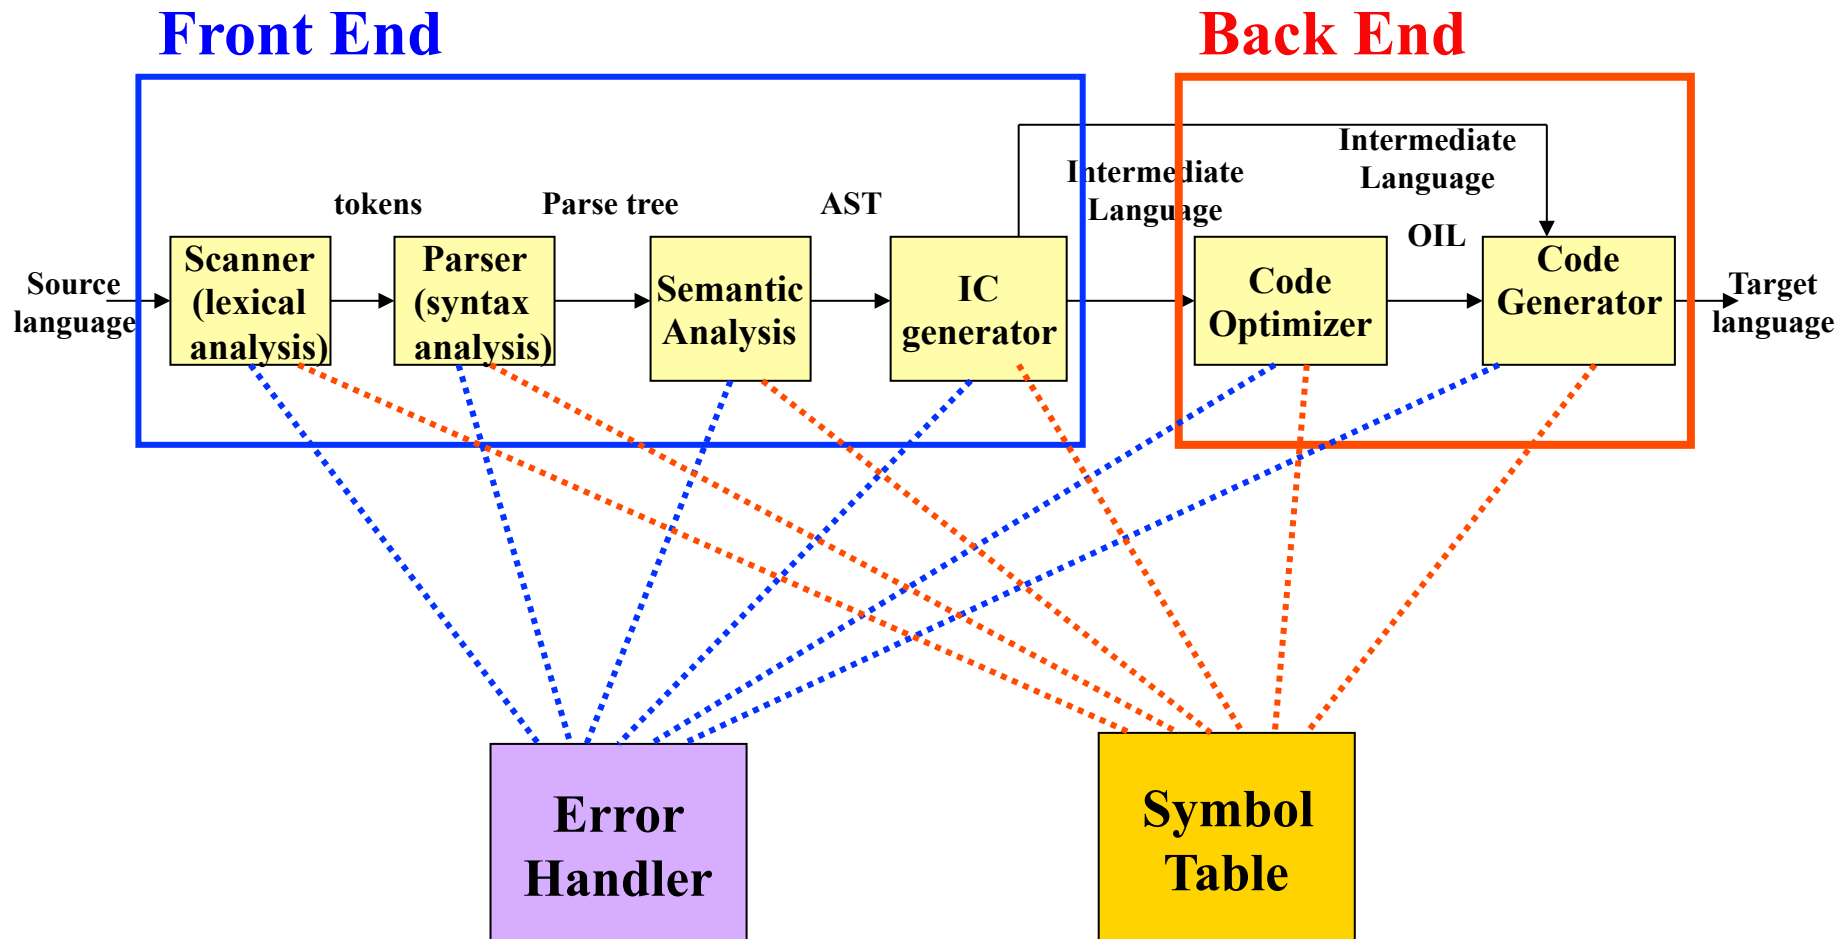 Front End
Back End
Source
language
Scanner
(lexical
analysis)
tokens
Parser
(syntax
analysis)
Parse tree
Semantic
Analysis
AST
IC
generator
Intermediate
Language
Intermediate
Language
Code
Optimizer
OIL
Code
Generator
Target
language
Error
Handler
Symbol
Table